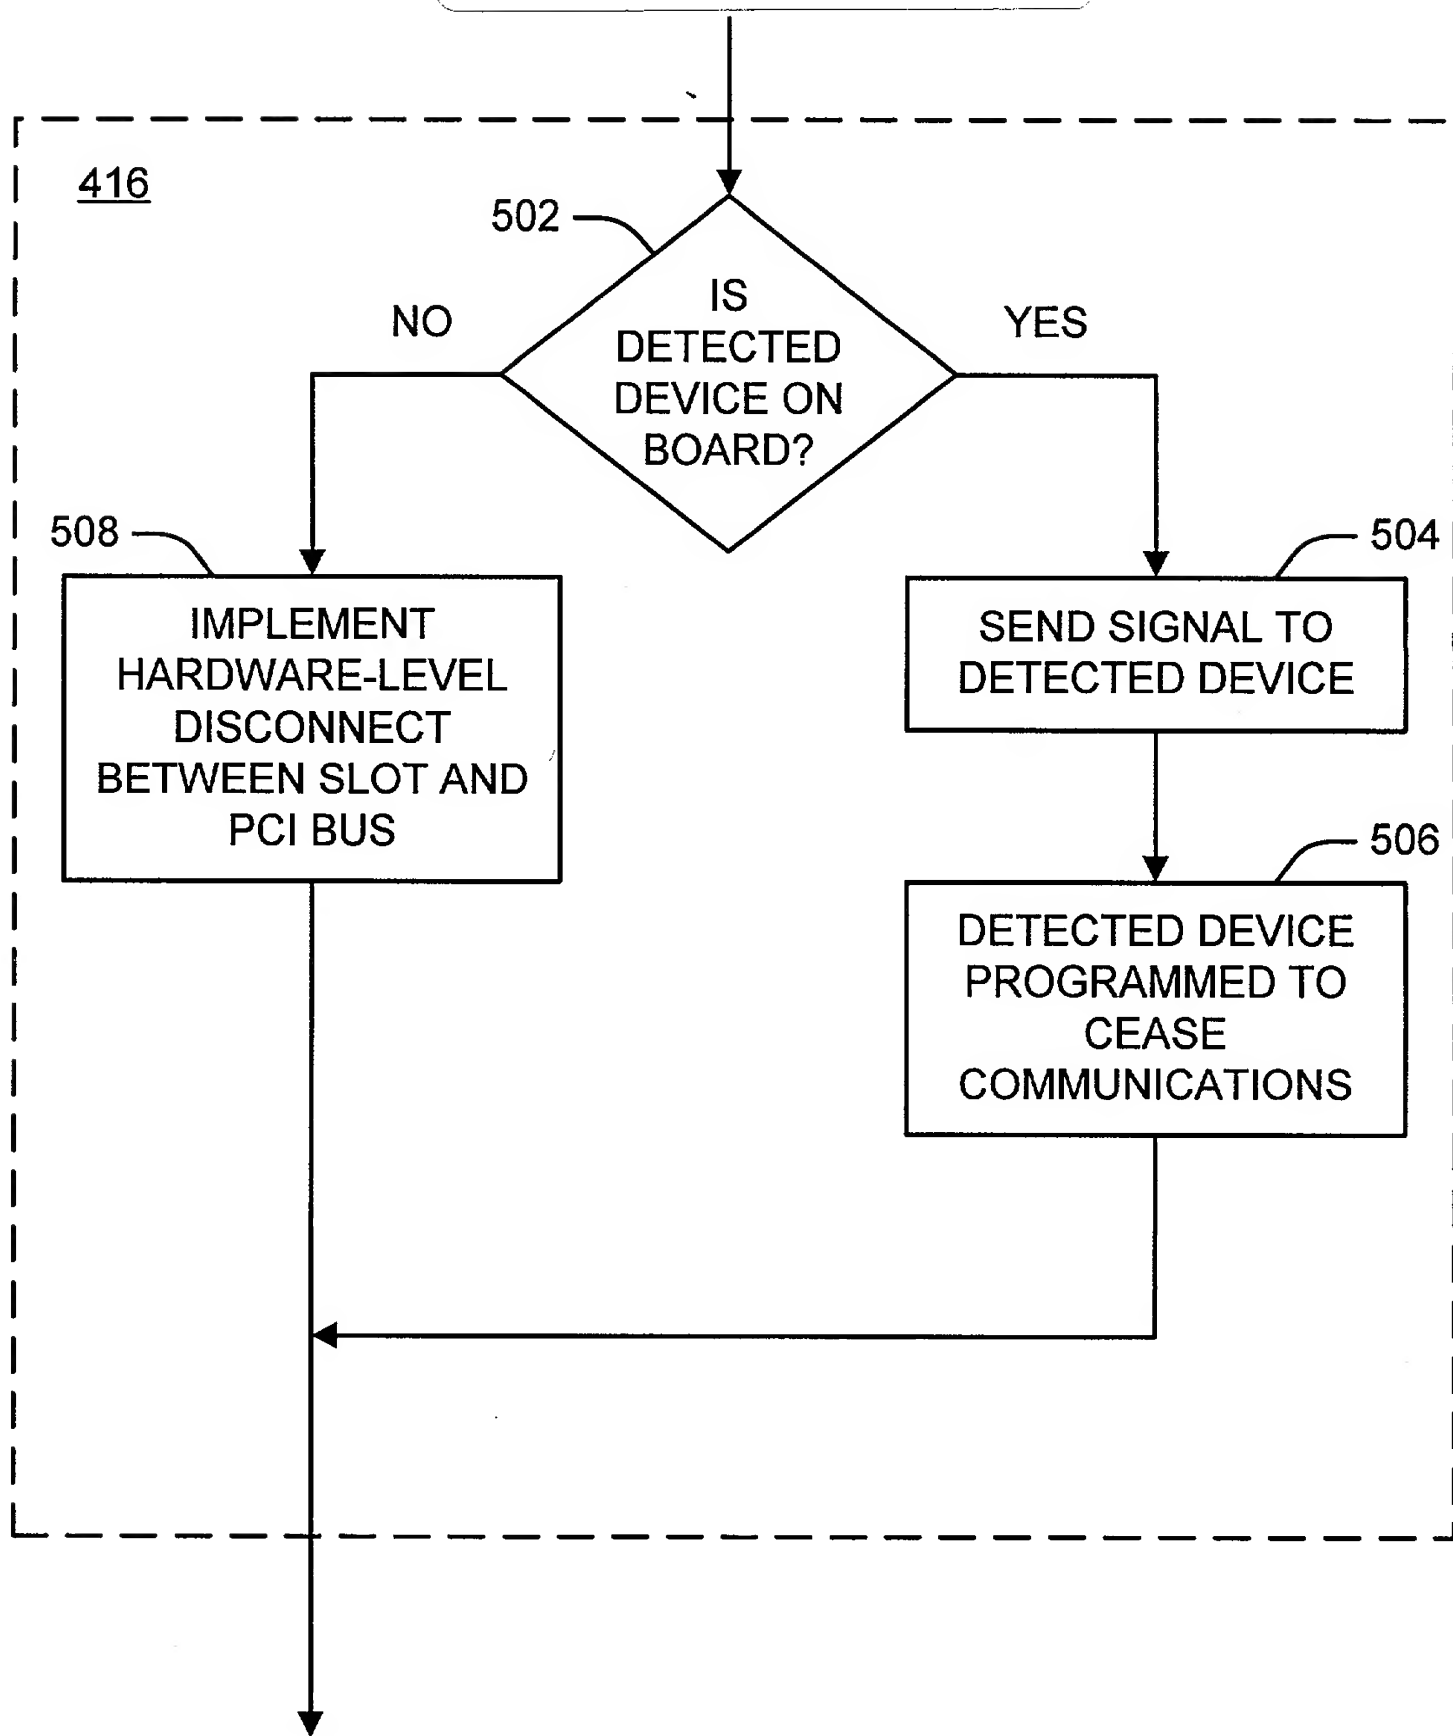 416
502
IS
DETECTED
DEVICE ON
BOARD?
NO
YES
508
IMPLEMENT
HARDWARE-LEVEL
DISCONNECT
BETWEEN SLOT AND
PCI BUS
504
SEND SIGNAL TO
DETECTED DEVICE
506
DETECTED DEVICE
PROGRAMMED TO
CEASE
COMMUNICATIONS